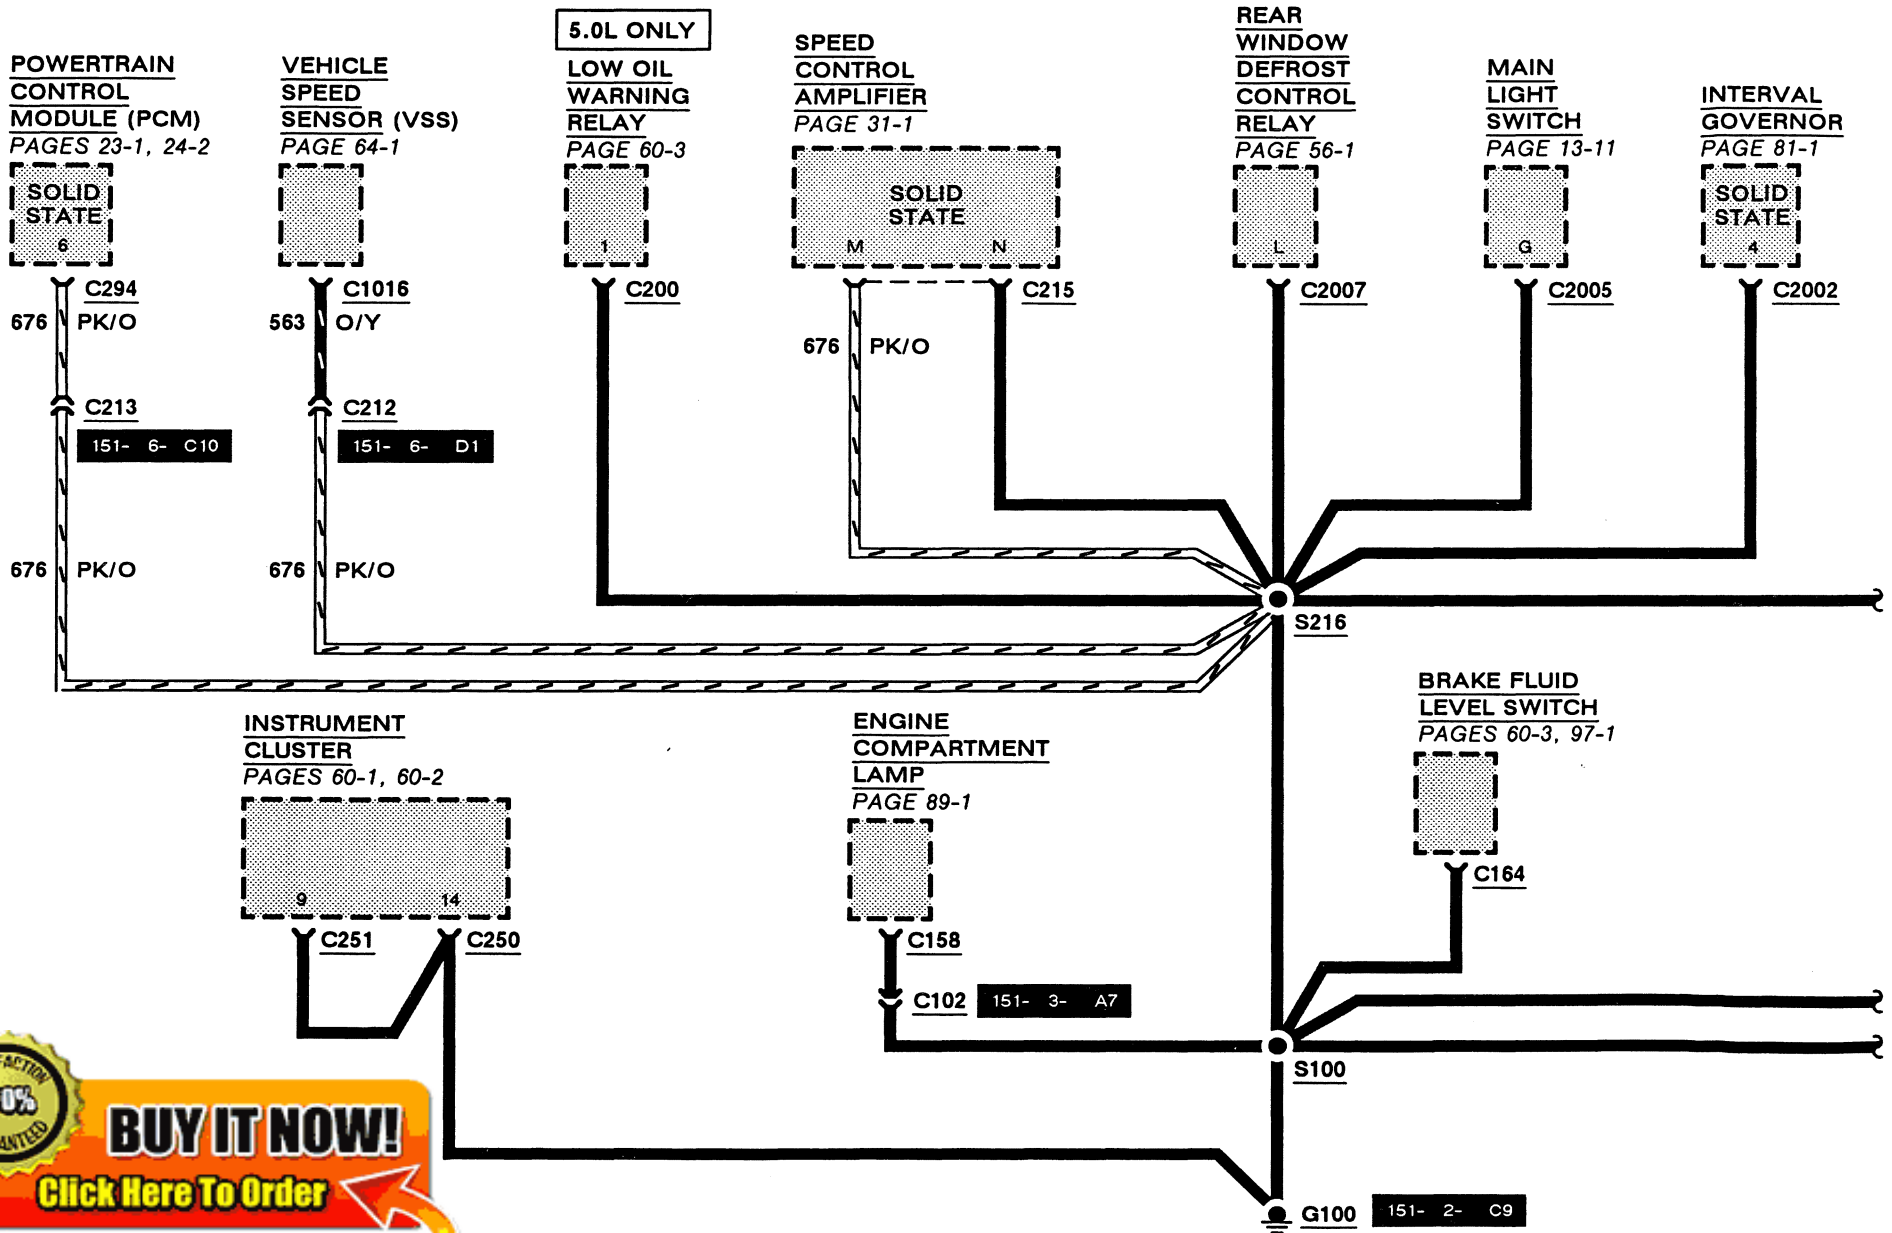 POWERTRAIN
CONTROL
MODULE (PCM)
PAGES 23-1, 24-2
SOLID
STATE
6
C294
676 PK/O
C213
151- 6- C10
676 PK/O
VEHICLE
SPEED
SENSOR (VSS)
PAGE 64-1
C1016
563 O/Y
C212
151- 6- D1
676 PK/O
5.0L ONLY
LOW OIL
WARNING
RELAY
PAGE 60-3
1
C200
SPEED
CONTROL
AMPLIFIER
PAGE 31-1
SOLID
STATE
M N
C215
676 PK/O
REAR
WINDOW
DEFROST
CONTROL
RELAY
PAGE 56-1
L
C2007
MAIN
LIGHT
SWITCH
PAGE 13-11
G
C2005
INTERVAL
GOVERNOR
PAGE 81-1
SOLID
STATE
4
C2002
S216
INSTRUMENT
CLUSTER
PAGES 60-1, 60-2
9 14
C251 C250
ENGINE
COMPARTMENT
LAMP
PAGE 89-1
C158
C102 151- 3- A7
BRAKE FLUID
LEVEL SWITCH
PAGES 60-3, 97-1
C164
S100
G100 151- 2- C9
BUY IT NOW!
Click Here To Order